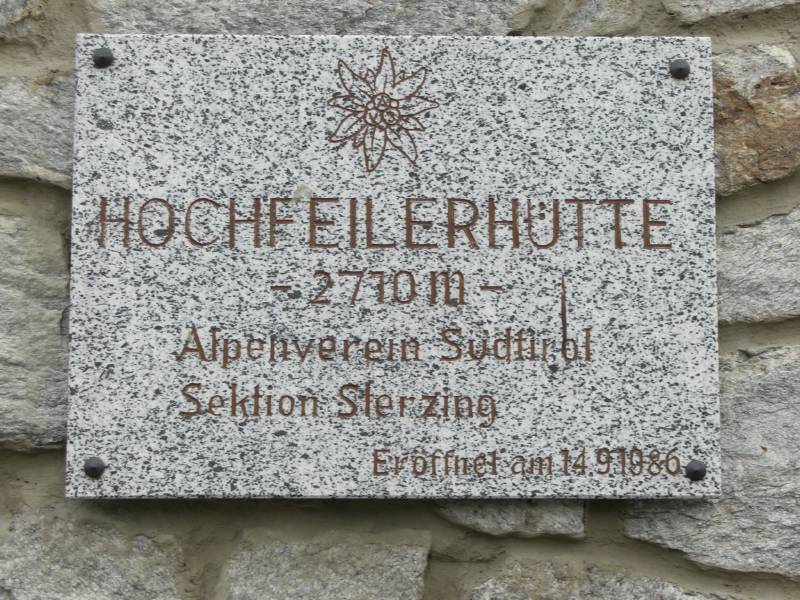 HOCHFEILERHÜTTE
- 2710 m -
Alpenverein Südtirol
Sektion Sterzing
Eröffnet am 14.9.1986